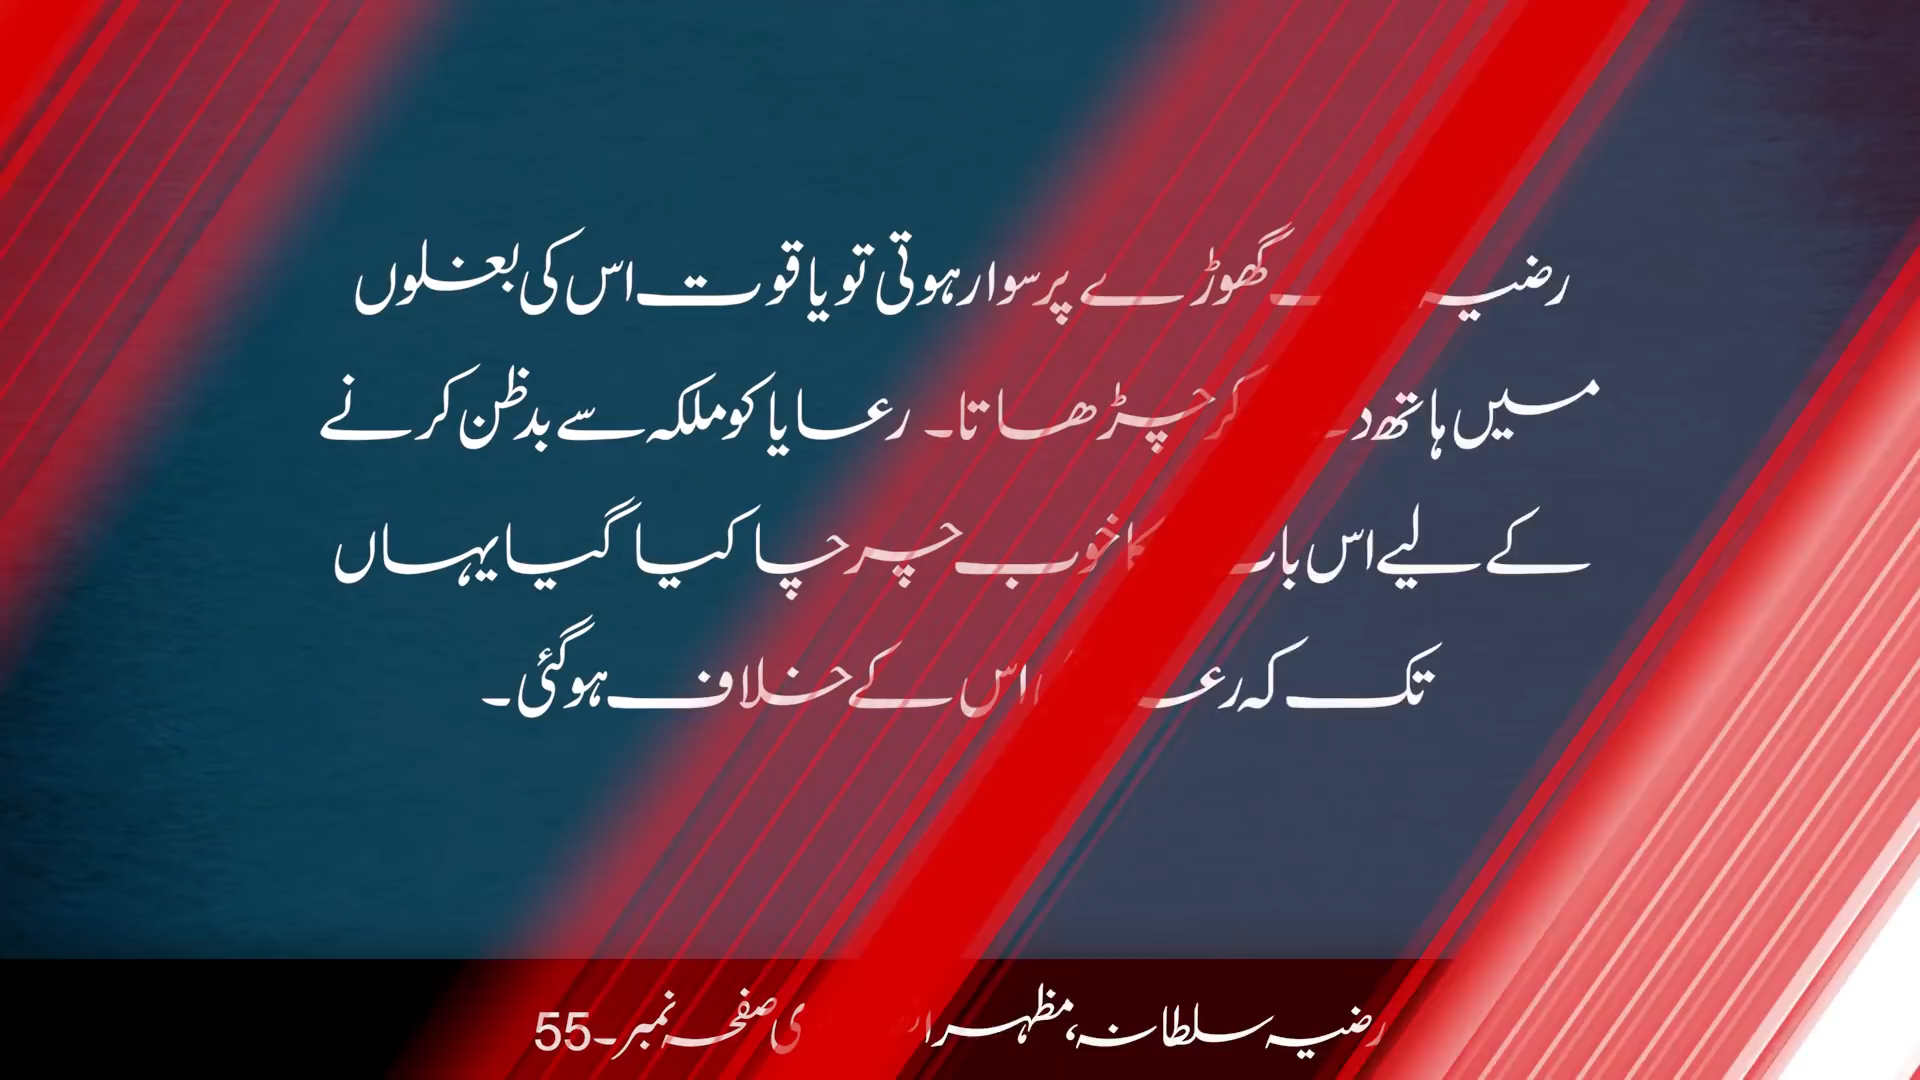 رضیہ گھوڑے پر سوار ہوتی تو یاقوت اس کی بغلوں
میں ہاتھ کر چڑھاتا۔ رعایا کو ملکہ سے بدظن کرنے
کے لیے اس بات کا خوب چرچا کیا گیا یہاں
تک کہ اس کے خلاف ہوگئی۔
رضیہ سلطانہ، مظہر صفحہ نمبر۔55